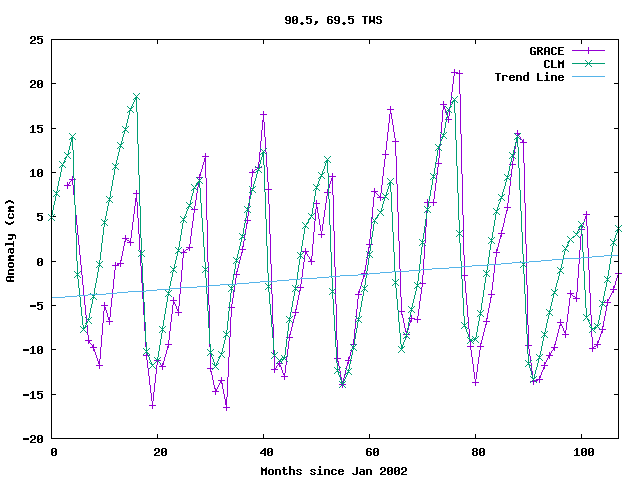 90.5, 69.5 TWS
GRACE
CLM
Trend Line
25
20
15
10
5
0
-5
-10
-15
-20
Anomaly (cm)
0 20 40 60 80 100
Months since Jan 2002